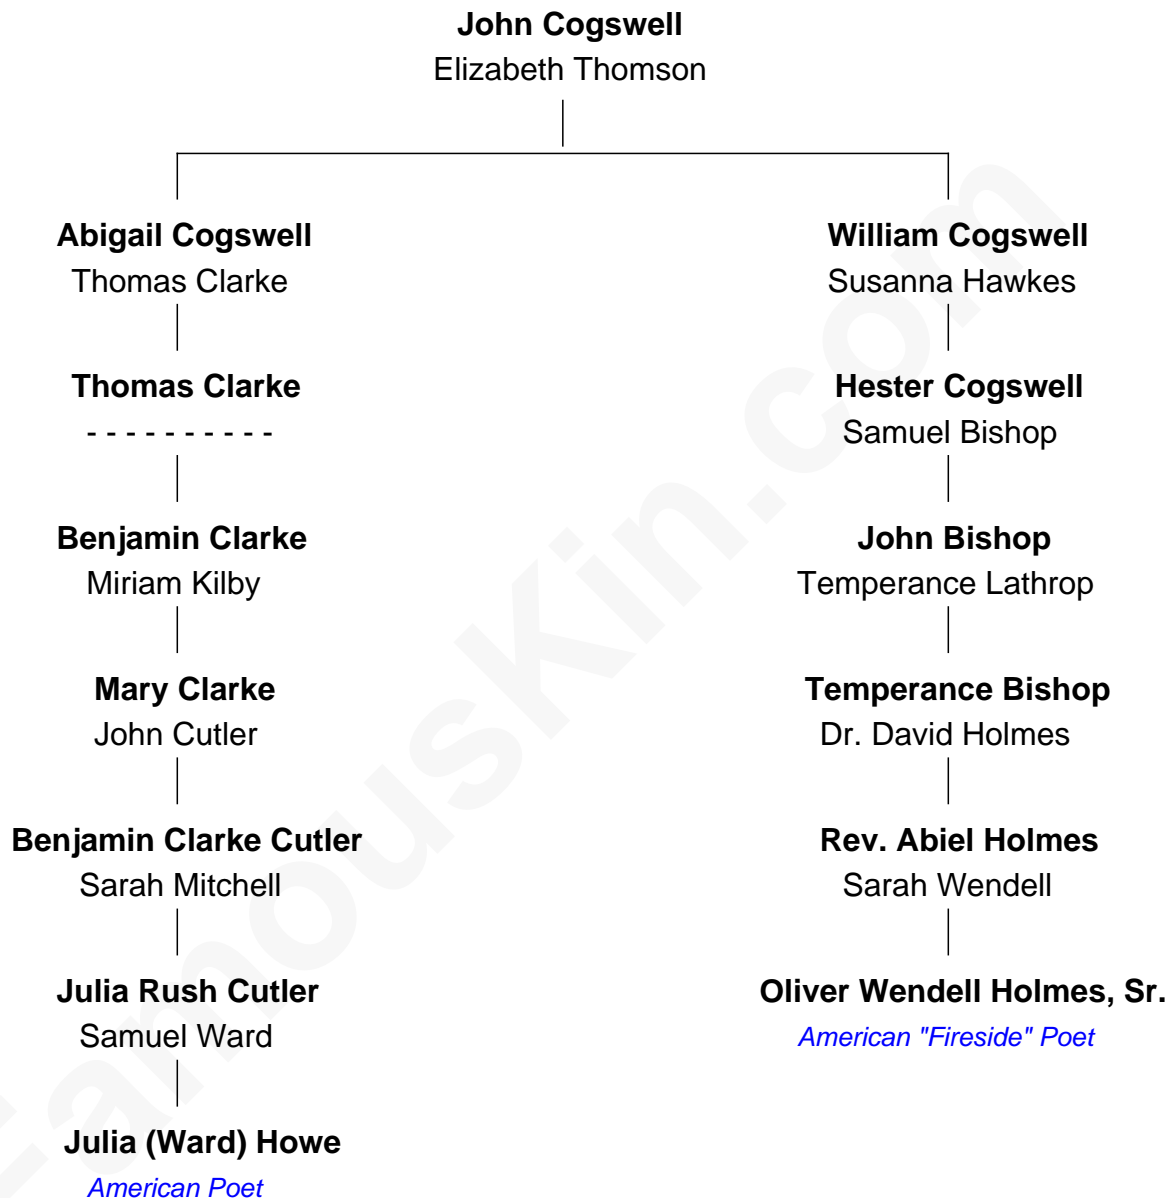 John Cogswell
Elizabeth Thomson
Abigail Cogswell
Thomas Clarke
William Cogswell
Susanna Hawkes
Thomas Clarke
- - - - - - - - - -
Hester Cogswell
Samuel Bishop
Benjamin Clarke
Miriam Kilby
John Bishop
Temperance Lathrop
Mary Clarke
John Cutler
Temperance Bishop
Dr. David Holmes
Benjamin Clarke Cutler
Sarah Mitchell
Rev. Abiel Holmes
Sarah Wendell
Julia Rush Cutler
Samuel Ward
Oliver Wendell Holmes, Sr.
American "Fireside" Poet
Julia (Ward) Howe
American Poet
FamousKin.com